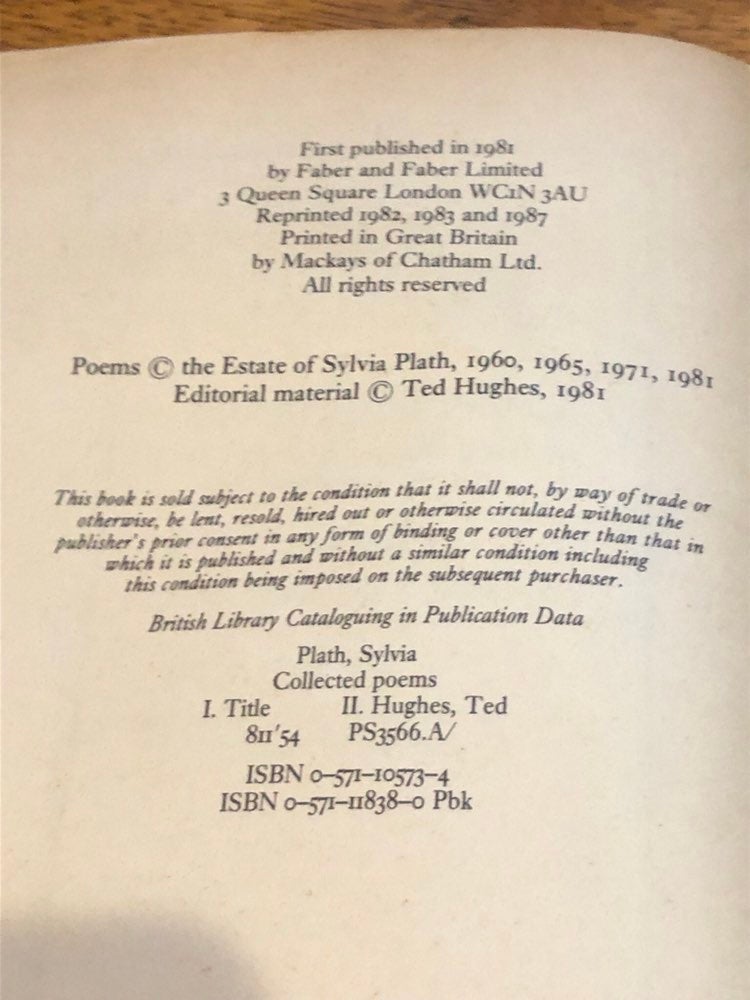 First published in 1981
by Faber and Faber Limited
3 Queen Square London WC1N 3AU
Reprinted 1982, 1983 and 1987
Printed in Great Britain
by Mackays of Chatham Ltd.
All rights reserved
Poems © the Estate of Sylvia Plath, 1960, 1965, 1971, 1981
Editorial material © Ted Hughes, 1981
This book is sold subject to the condition that it shall not, by way of trade or
otherwise, be lent, resold, hired out or otherwise circulated without the
publisher's prior consent in any form of binding or cover other than that in
which it is published and without a similar condition including
this condition being imposed on the subsequent purchaser.
British Library Cataloguing in Publication Data
Plath, Sylvia
Collected poems
I. Title II. Hughes, Ted
811'54 PS3566.A/
ISBN 0–571–10573–4
ISBN 0–571–11838–0 Pbk